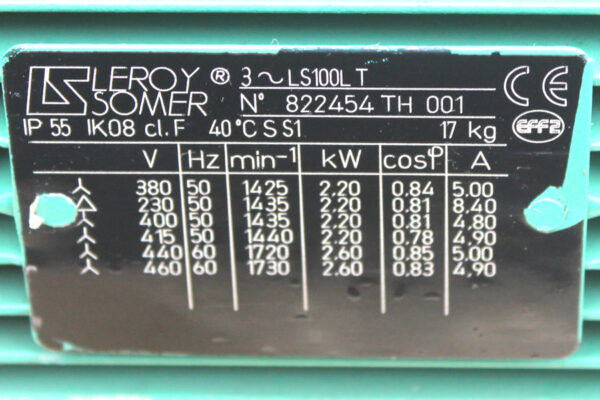 LEROY SOMER ® 3~LS100L T
N° 822454 TH 001
CE
IP 55 IK08 cl.F 40°C S S1 17 kg EFF2
V Hz min-1 kW cosφ A
380 50 1425 2,20 0,84 5,00
230 50 1435 2,20 0,81 8,40
400 50 1435 2,20 0,81 4,80
415 50 1440 2,20 0,78 4,90
440 60 1720 2,60 0,85 5,00
460 60 1730 2,60 0,83 4,90